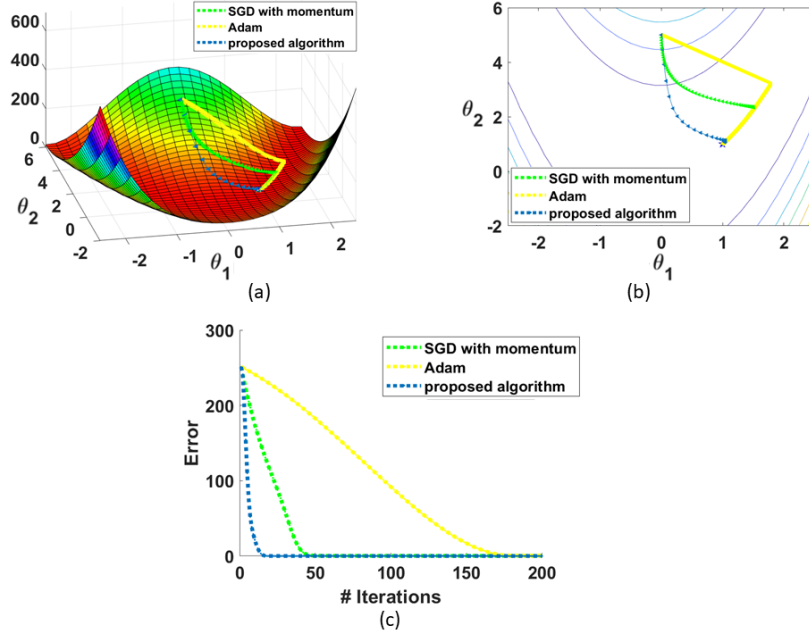 600
400
200
0
6
4
2
0
-2
θ2
-2
-1
0
1
2
θ1
SGD with momentum
Adam
proposed algorithm
(a)
6
4
2
0
-2
θ2
-2
-1
0
1
2
θ1
SGD with momentum
Adam
proposed algorithm
(b)
300
200
100
0
Error
0
50
100
150
200
# Iterations
SGD with momentum
Adam
proposed algorithm
(c)